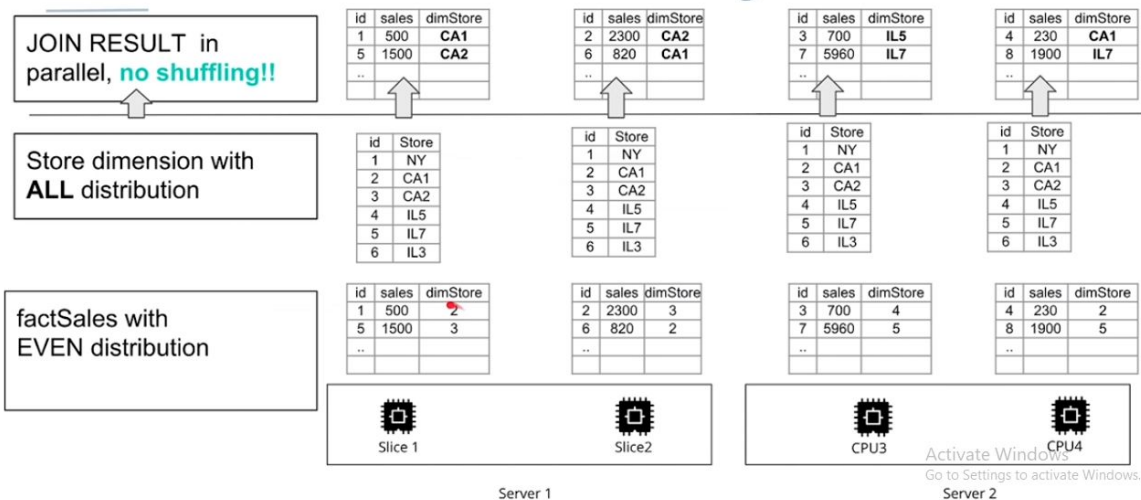 JOIN RESULT in
parallel, no shuffling!!
id sales dimStore
1 500 CA1
5 1500 CA2
..
id sales dimStore
2 2300 CA2
6 820 CA1
..
id sales dimStore
3 700 IL5
7 5960 IL7
..
id sales dimStore
4 230 CA1
8 1900 IL7
..
Store dimension with
ALL distribution
id Store
1 NY
2 CA1
3 CA2
4 IL5
5 IL7
6 IL3
id Store
1 NY
2 CA1
3 CA2
4 IL5
5 IL7
6 IL3
id Store
1 NY
2 CA1
3 CA2
4 IL5
5 IL7
6 IL3
id Store
1 NY
2 CA1
3 CA2
4 IL5
5 IL7
6 IL3
factSales with
EVEN distribution
id sales dimStore
1 500 2
5 1500 3
..
id sales dimStore
2 2300 3
6 820 2
..
id sales dimStore
3 700 4
7 5960 5
..
id sales dimStore
4 230 2
8 1900 5
..
Slice 1
Slice2
CPU3
CPU4
Activate Windows
Go to Settings to activate Windows.
Server 1
Server 2